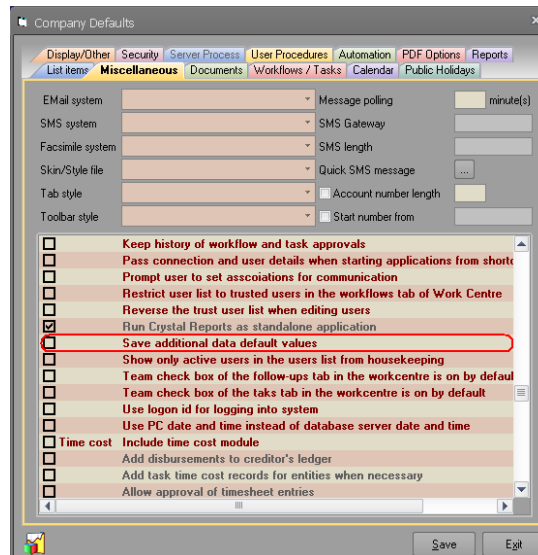 Company Defaults
Display/Other Security Server Process User Procedures Automation PDF Options Reports
List items Miscellaneous Documents Workflows / Tasks Calendar Public Holidays
EMail system Message polling minute(s)
SMS system SMS Gateway
Facsimile system SMS length
Skin/Style file Quick SMS message ...
Tab style Account number length
Toolbar style Start number from
Keep history of workflow and task approvals
Pass connection and user details when starting applications from shortc
Prompt user to set asscoiations for communication
Restrict user list to trusted users in the workflows tab of Work Centre
Reverse the trust user list when editing users
Run Crystal Reports as standalone application
Save additional data default values
Show only active users in the users list from housekeeping
Team check box of the follow-ups tab in the workcentre is on by defaul
Team check box of the taks tab in the workcentre is on by default
Use logon id for logging into system
Use PC date and time instead of database server date and time
Time cost Include time cost module
Add disbursements to creditor's ledger
Add task time cost records for entities when necessary
Allow approval of timesheet entries
Save Exit